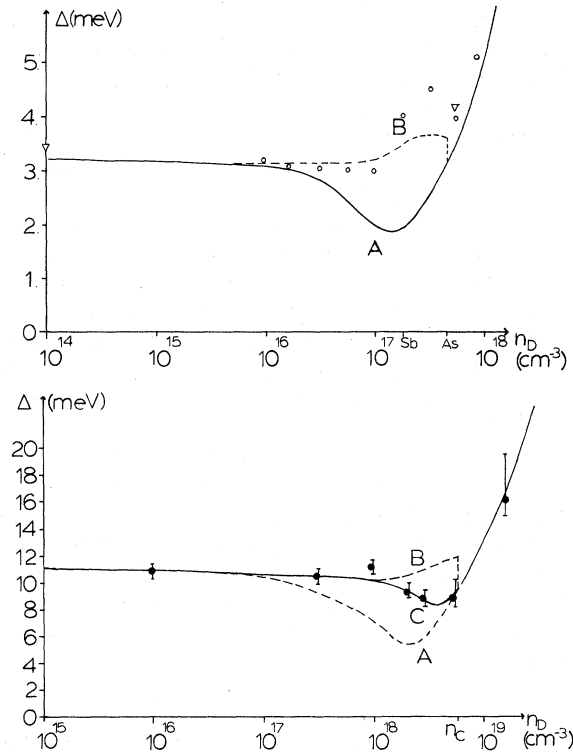 Δ(meV)
5.
4.
3.
2.
1.
0
B
A
10^14 10^15 10^16 10^17 Sb As 10^18 n_D
(cm^-3)
Δ (meV)
20
18
16
14
12
10
8
6
4
2
0
B
C
A
10^15 10^16 10^17 10^18 n_C 10^19 n_D
(cm^-3)